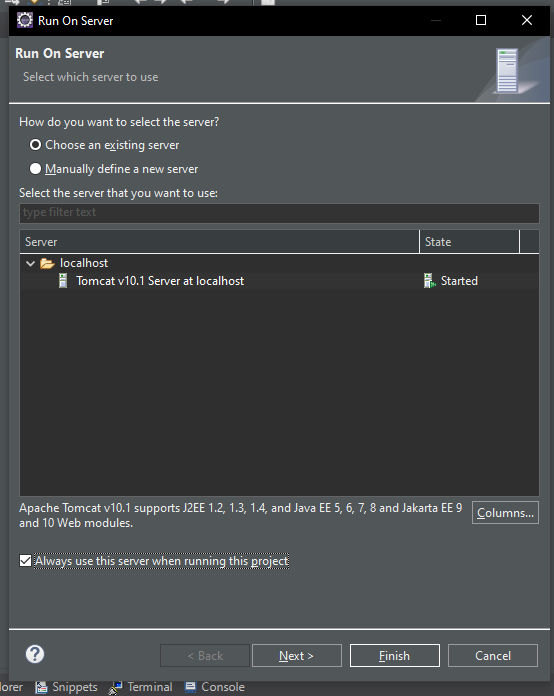 Run On Server
Run On Server
Select which server to use
How do you want to select the server?
Choose an existing server
Manually define a new server
Select the server that you want to use:
type filter text
Server State
localhost
Tomcat v10.1 Server at localhost Started
Apache Tomcat v10.1 supports J2EE 1.2, 1.3, 1.4, and Java EE 5, 6, 7, 8 and Jakarta EE 9
and 10 Web modules.
Columns...
Always use this server when running this project
? < Back Next > Finish Cancel
lorer Snippets Terminal Console